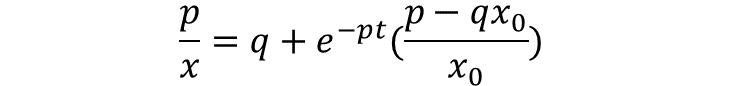 p/x = q + e^{-pt}((p − qx_0)/x_0)